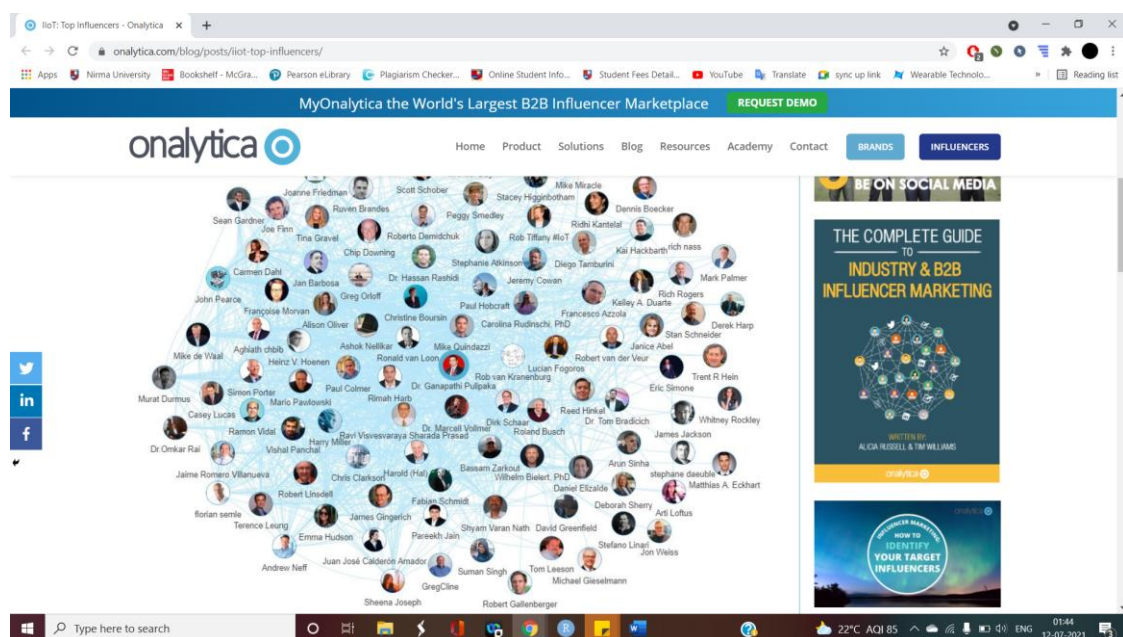 IIoT: Top Influencers - Onalytica
onalytica.com/blog/posts/iiot-top-influencers/
Apps Nirma University Bookshelf - McGra... Pearson eLibrary Plagiarism Checker... Online Student Info... Student Fees Detail... YouTube Translate sync up link Wearable Technolo... » Reading list
MyOnalytica the World's Largest B2B Influencer Marketplace REQUEST DEMO
onalytica Home Product Solutions Blog Resources Academy Contact BRANDS INFLUENCERS
Mike Miracle
Joanne Friedman Scott Schober Stacey Higginbotham
Ruven Brandes Dennis Boecker
Sean Gardner Peggy Smedley Ridhi Kantelal
Joe Finn
Tina Gravel Roberto Demidchuk Rob Tiffany #IoT
Chip Downing Kai Hackbarth rich nass
Stephanie Atkinson Diego Tamburini
Carmen Dahl Dr. Hassan Rashidi Jeremy Cowan Mark Palmer
Jan Barbosa
John Pearce Greg Orloff Rich Rogers
Paul Hobcraft Kelley A. Duarte
Françoise Morvan Christine Boursin Francesco Azzola
Alison Oliver Carolina Rudinschi, PhD Derek Harp
Stan Schneider
Ashok Nellikar Mike Quindazzi Janice Abel
Mike de Waal Aghiath chbib Ronald van Loon Robert van der Veur
Heinz V. Hoenen Lucian Fogoros
Rob van Kranenburg Trent R Hein
Murat Durmus Simon Porter Paul Colmer Dr. Ganapathi Pulipaka Eric Simone
Mario Pawlowski Rimah Harb
Casey Lucas Reed Hinkel
Dirk Schaar Dr. Tom Bradicich Whitney Rockley
Ramon Vidal Dr. Marcell Vollmer Roland Busch
Ravi Visvesvaraya Sharada Prasad James Jackson
Dr.Omkar Rai Vishal Panchal Harry Miller
Arun Sinha
Jaime Romero Villanueva Chris Clarkson Harold (Hal) Bassam Zarkout stephane daeuble
Wilhelm Bielert, PhD Matthias A. Eckhart
Robert Linsdell Daniel Elizalde
Fabian Schmidt Deborah Sherry
florian semle James Gingerich Arti Loftus
Terence Leung Shyam Varan Nath David Greenfield
Emma Hudson Pareekh Jain
Stefano Linari
Jon Weiss
Andrew Neff Juan José Calderón Amador Suman Singh Tom Leeson
GregCline Michael Gieselmann
Sheena Joseph Robert Gallenberger
BE ON SOCIAL MEDIA
THE COMPLETE GUIDE
TO
INDUSTRY & B2B
INFLUENCER MARKETING
WRITTEN BY:
ALICIA RUSSELL & TIM WILLIAMS
onalytica
onalytica
INFLUENCER MARKETING:
HOW TO
IDENTIFY
YOUR TARGET
INFLUENCERS
Type here to search 22°C AQI 85 ENG 01:44
12-07-2021